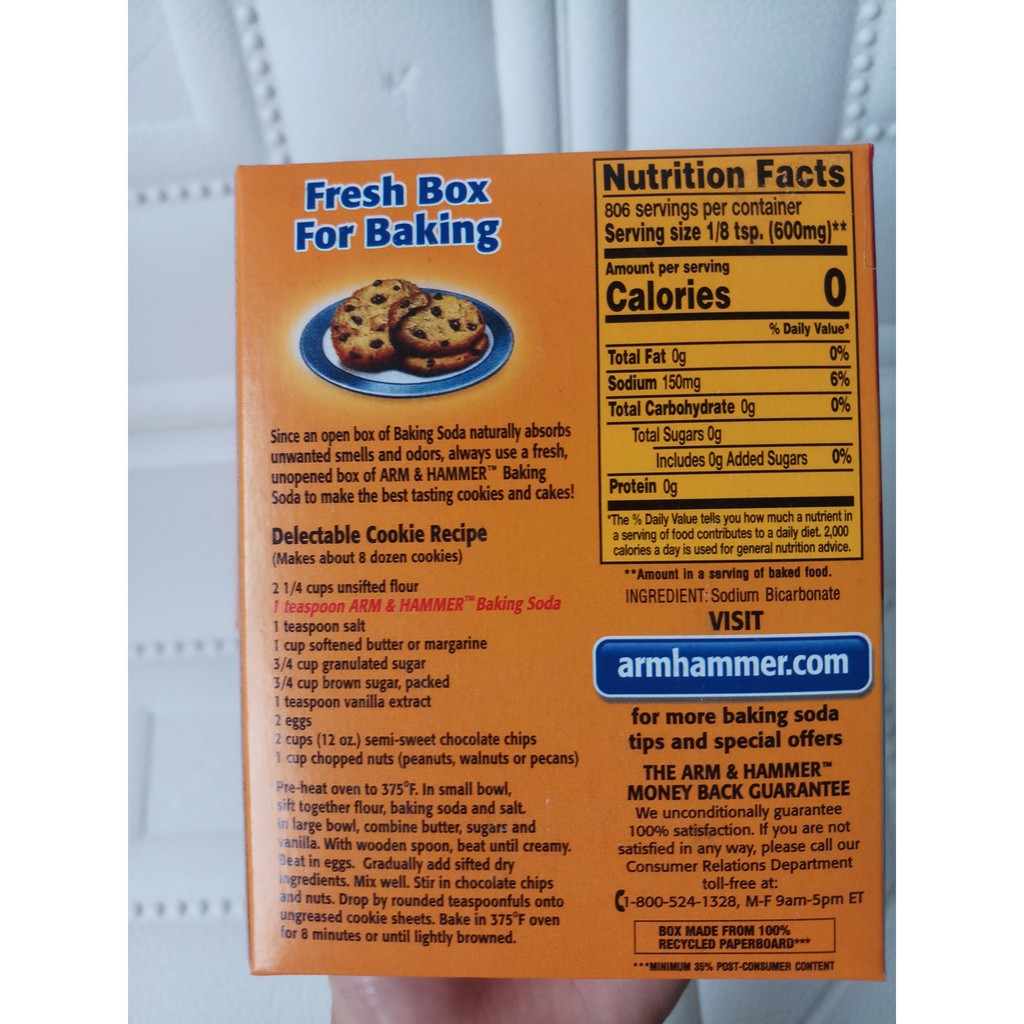 Fresh Box
For Baking
Since an open box of Baking Soda naturally absorbs
unwanted smells and odors, always use a fresh,
unopened box of ARM & HAMMER™ Baking
Soda to make the best tasting cookies and cakes!
Delectable Cookie Recipe
(Makes about 8 dozen cookies)
2 1/4 cups unsifted flour
1 teaspoon ARM & HAMMER™ Baking Soda
1 teaspoon salt
1 cup softened butter or margarine
3/4 cup granulated sugar
3/4 cup brown sugar, packed
1 teaspoon vanilla extract
2 eggs
2 cups (12 oz.) semi-sweet chocolate chips
1 cup chopped nuts (peanuts, walnuts or pecans)
Pre-heat oven to 375°F. In small bowl,
sift together flour, baking soda and salt.
In large bowl, combine butter, sugars and
vanilla. With wooden spoon, beat until creamy.
Beat in eggs. Gradually add sifted dry
ingredients. Mix well. Stir in chocolate chips
and nuts. Drop by rounded teaspoonfuls onto
ungreased cookie sheets. Bake in 375°F oven
for 8 minutes or until lightly browned.
Nutrition Facts
806 servings per container
Serving size 1/8 tsp. (600mg)**
Amount per serving
Calories 0
% Daily Value*
Total Fat 0g 0%
Sodium 150mg 6%
Total Carbohydrate 0g 0%
Total Sugars 0g
Includes 0g Added Sugars 0%
Protein 0g
*The % Daily Value tells you how much a nutrient in
a serving of food contributes to a daily diet. 2,000
calories a day is used for general nutrition advice.
**Amount in a serving of baked food.
INGREDIENT: Sodium Bicarbonate
VISIT
armhammer.com
for more baking soda
tips and special offers
THE ARM & HAMMER™
MONEY BACK GUARANTEE
We unconditionally guarantee
100% satisfaction. If you are not
satisfied in any way, please call our
Consumer Relations Department
toll-free at:
1-800-524-1328, M-F 9am-5pm ET
BOX MADE FROM 100%
RECYCLED PAPERBOARD***
***MINIMUM 35% POST-CONSUMER CONTENT